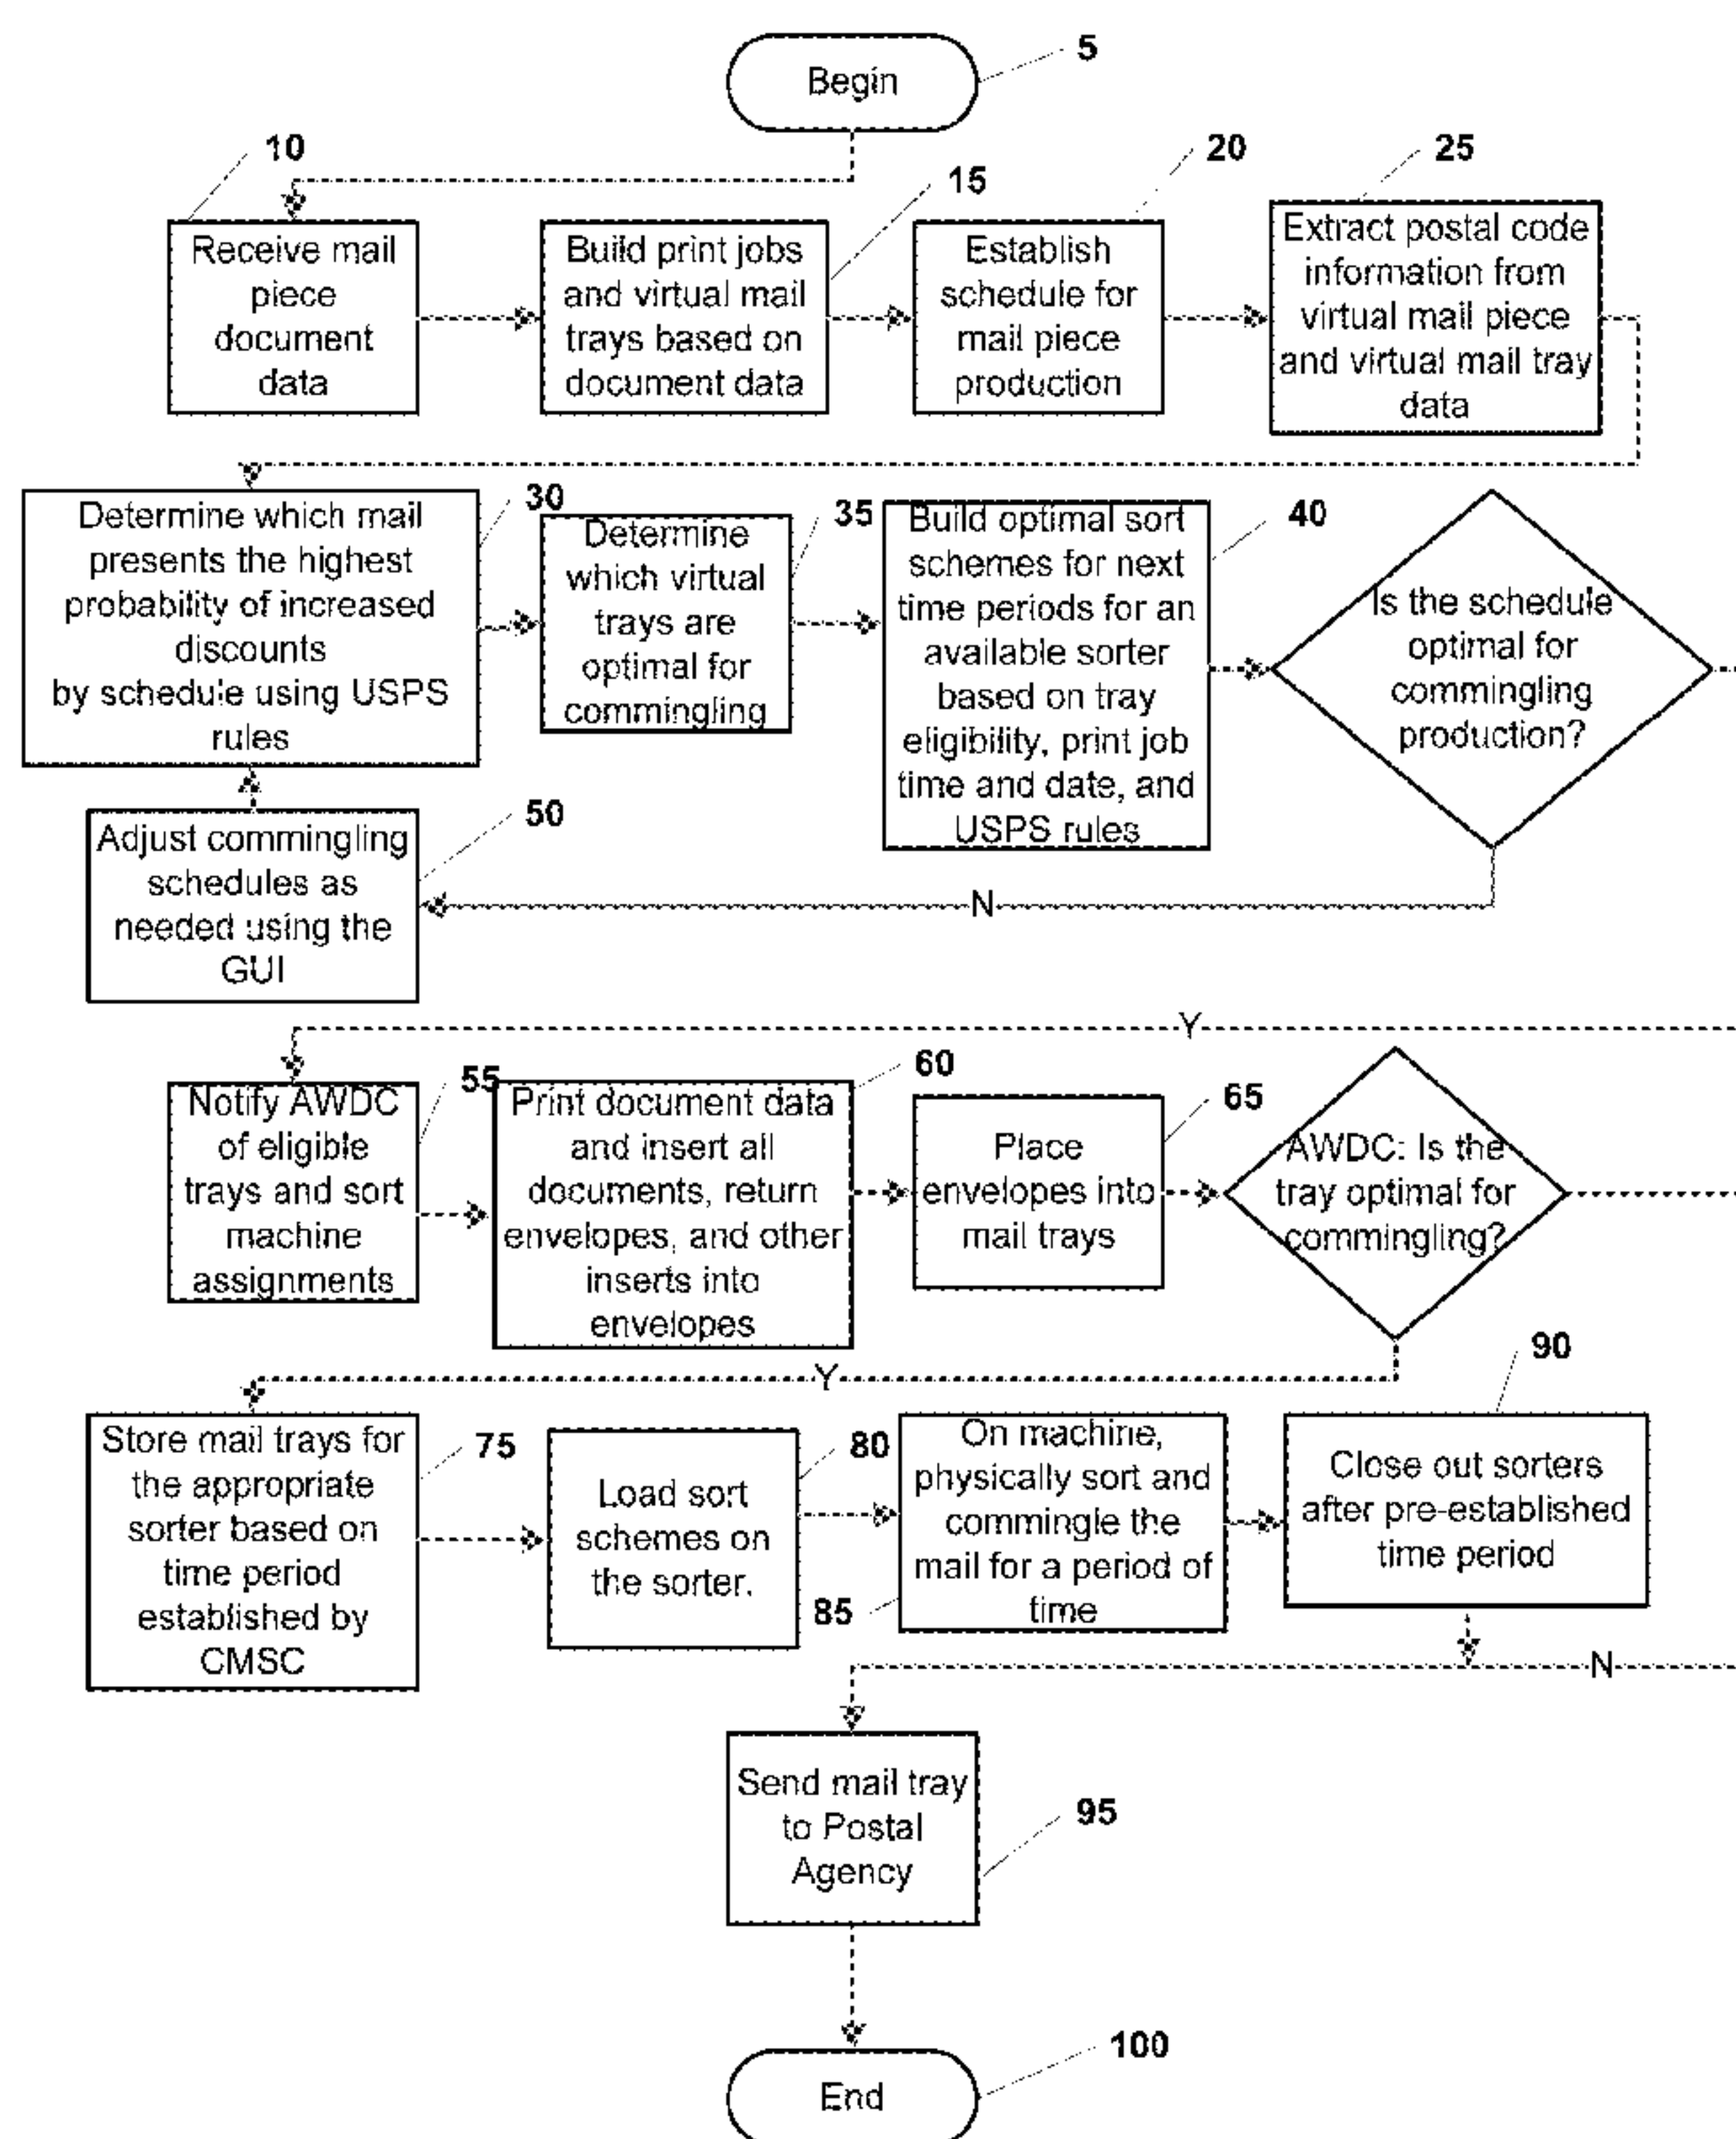 Begin
5
10
Receive mail
piece
document
data
15
Build print jobs
and virtual mail
trays based on
document data
20
Establish
schedule for
mail piece
production
25
Extract postal code
information from
virtual mail piece
and virtual mail tray
data
30
Determine which mail
presents the highest
probability of increased
discounts
by schedule using USPS
rules
35
Determine
which virtual
trays are
optimal for
commingling
40
Build optimal sort
schemes for next
time periods for an
available sorter
based on tray
eligibility, print job
time and date, and
USPS rules
Is the schedule
optimal for
commingling
production?
N
50
Adjust commingling
schedules as
needed using the
GUI
Y
55
Notify AWDC
of eligible
trays and sort
machine
assignments
60
Print document data
and insert all
documents, return
envelopes, and other
inserts into
envelopes
65
Place
envelopes into
mail trays
AWDC: Is the
tray optimal for
commingling?
Y
75
Store mail trays for
the appropriate
sorter based on
time period
established by
CMSC
80
Load sort
schemes on
the sorter.
85
On machine,
physically sort and
commingle the
mail for a period of
time
90
Close out sorters
after pre-established
time period
N
Send mail tray
to Postal
Agency
95
End
100